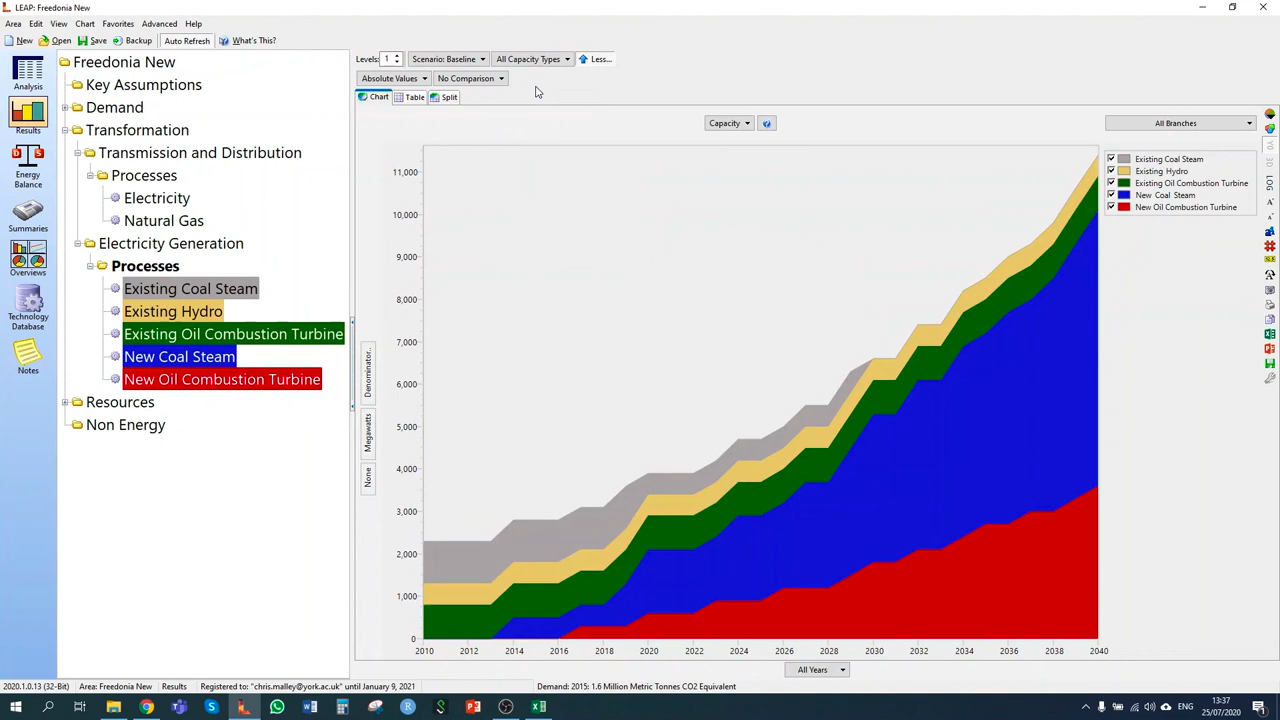 LEAP: Freedonia New
Area Edit View Chart Favorites Advanced Help
New Open Save Backup Auto Refresh What's This?
Analysis
Results
Energy
Balance
Summaries
Overviews
Technology
Database
Notes
Freedonia New
Key Assumptions
Demand
Transformation
Transmission and Distribution
Processes
Electricity
Natural Gas
Electricity Generation
Processes
Existing Coal Steam
Existing Hydro
Existing Oil Combustion Turbine
New Coal Steam
New Oil Combustion Turbine
Resources
Non Energy
Levels: 1 Scenario: Baseline All Capacity Types Less...
Absolute Values No Comparison
Chart Table Split
Capacity
All Branches
Existing Coal Steam
Existing Hydro
Existing Oil Combustion Turbine
New Coal Steam
New Oil Combustion Turbine
LOG
Denominator..
Megawatts
None
11,000
10,000
9,000
8,000
7,000
6,000
5,000
4,000
3,000
2,000
1,000
0
2010 2012 2014 2016 2018 2020 2022 2024 2026 2028 2030 2032 2034 2036 2038 2040
All Years
2020.1.0.13 (32-Bit) Area: Freedonia New Results Registered to: "chris.malley@york.ac.uk" until January 9, 2021 Demand: 2015: 1.6 Million Metric Tonnes CO2 Equivalent
13:37
25/07/2020